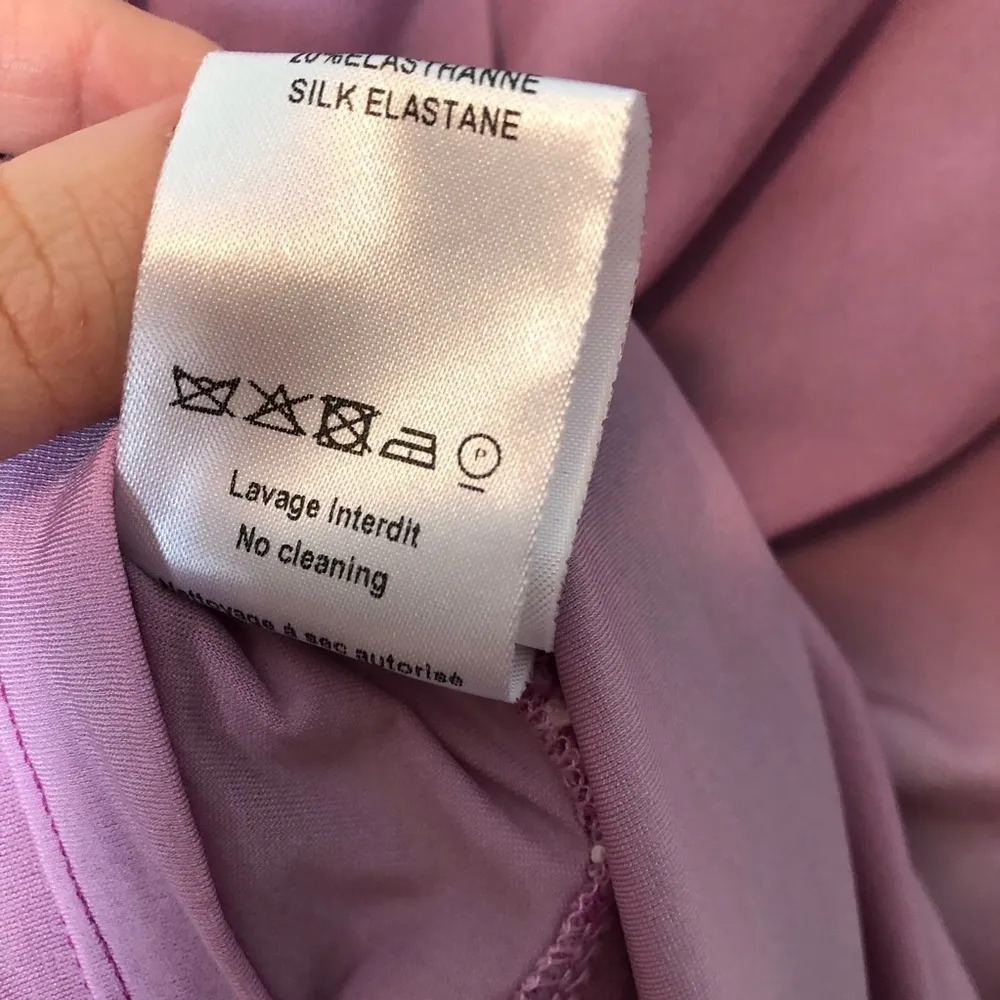 20%ELASTHANNE
SILK ELASTANE
P
Lavage Interdit
No cleaning
Nettoyage à sec autorisé